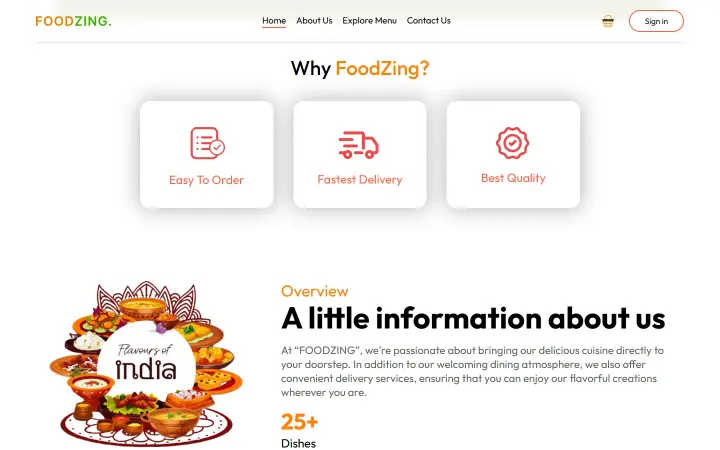 FOODZING.
Home About Us Explore Menu Contact Us
Sign in
Why FoodZing?
Easy To Order
Fastest Delivery
Best Quality
Flavours of
india
Overview
A little information about us
At “FOODZING”, we're passionate about bringing our delicious cuisine directly to
your doorstep. In addition to our welcoming dining atmosphere, we also offer
convenient delivery services, ensuring that you can enjoy our flavorful creations
wherever you are.
25+
Dishes